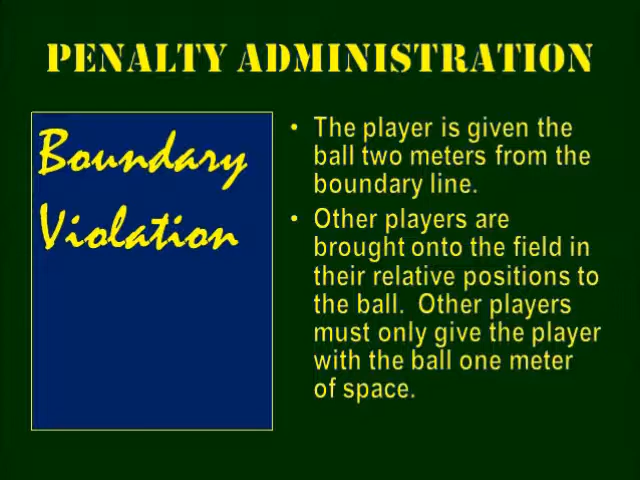 PENALTY ADMINISTRATION
Boundary
Violation
• The player is given the
ball two meters from the
boundary line.
• Other players are
brought onto the field in
their relative positions to
the ball.  Other players
must only give the player
with the ball one meter
of space.